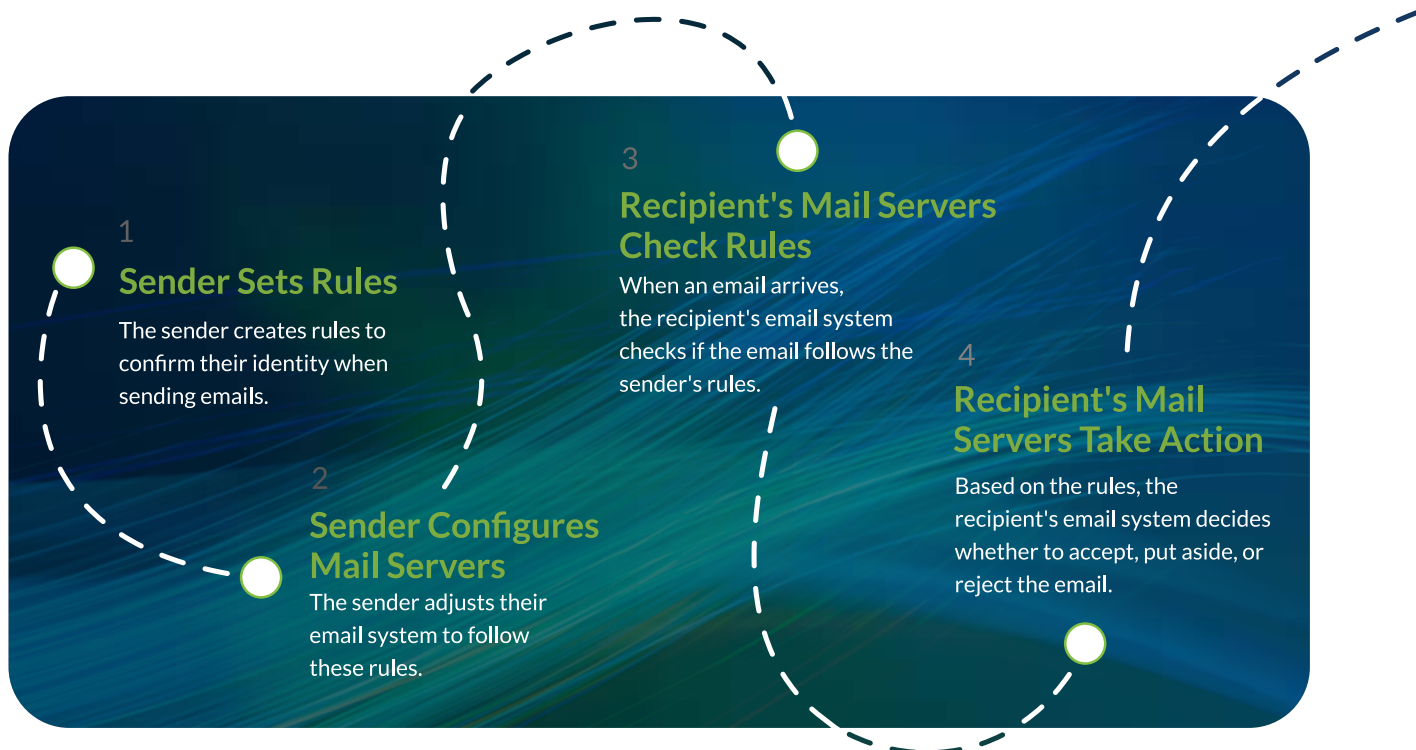 1
Sender Sets Rules
The sender creates rules to
confirm their identity when
sending emails.
2
Sender Configures
Mail Servers
The sender adjusts their
email system to follow
these rules.
3
Recipient's Mail Servers
Check Rules
When an email arrives,
the recipient's email system
checks if the email follows the
sender's rules.
4
Recipient's Mail
Servers Take Action
Based on the rules, the
recipient's email system decides
whether to accept, put aside, or
reject the email.